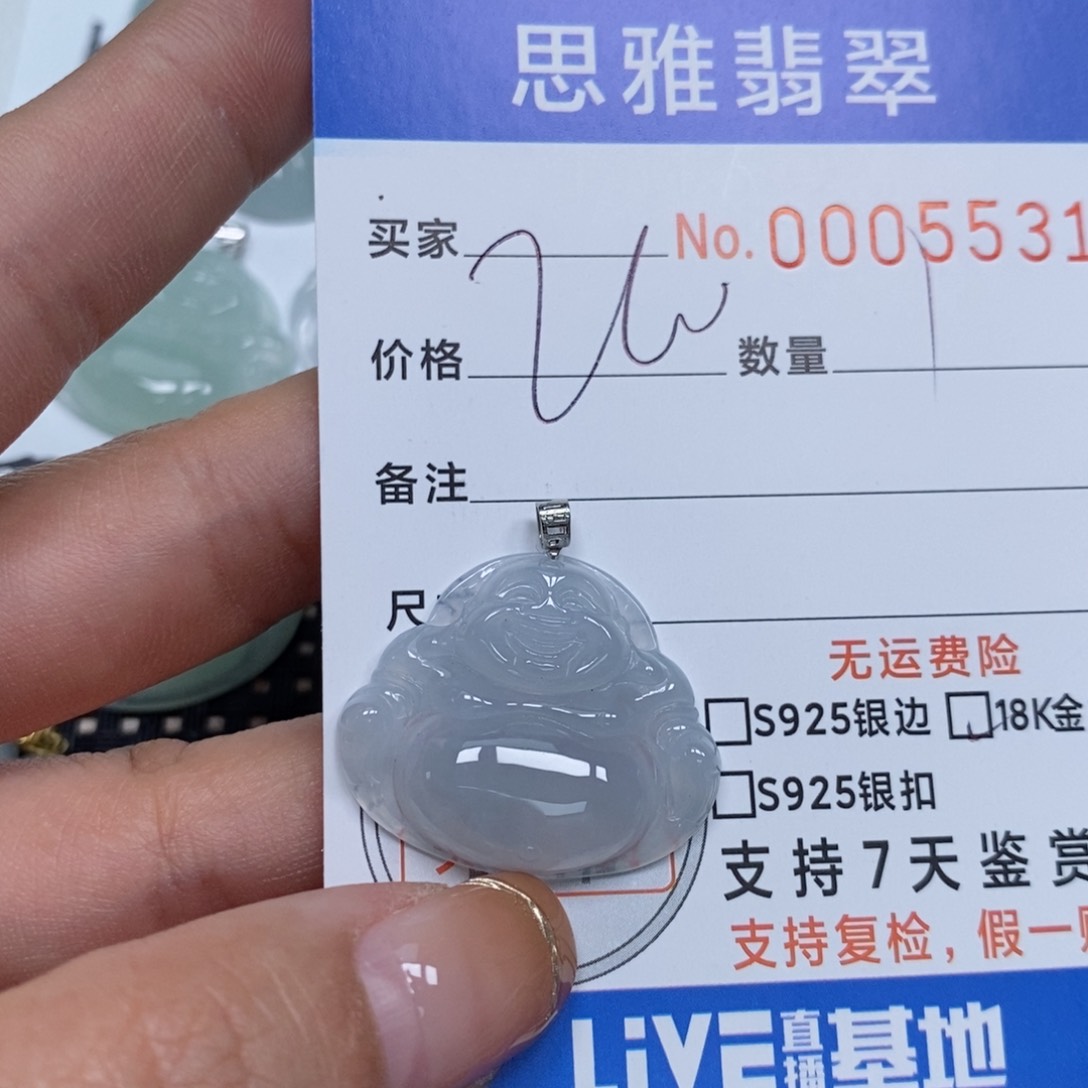 思雅翡翠
买家 No.0005531
价格 数量
备注
尺
无运费险
□S925银边 □18K金
□S925银扣
支持7天鉴赏
支持复检，假一
LiVE直播基地